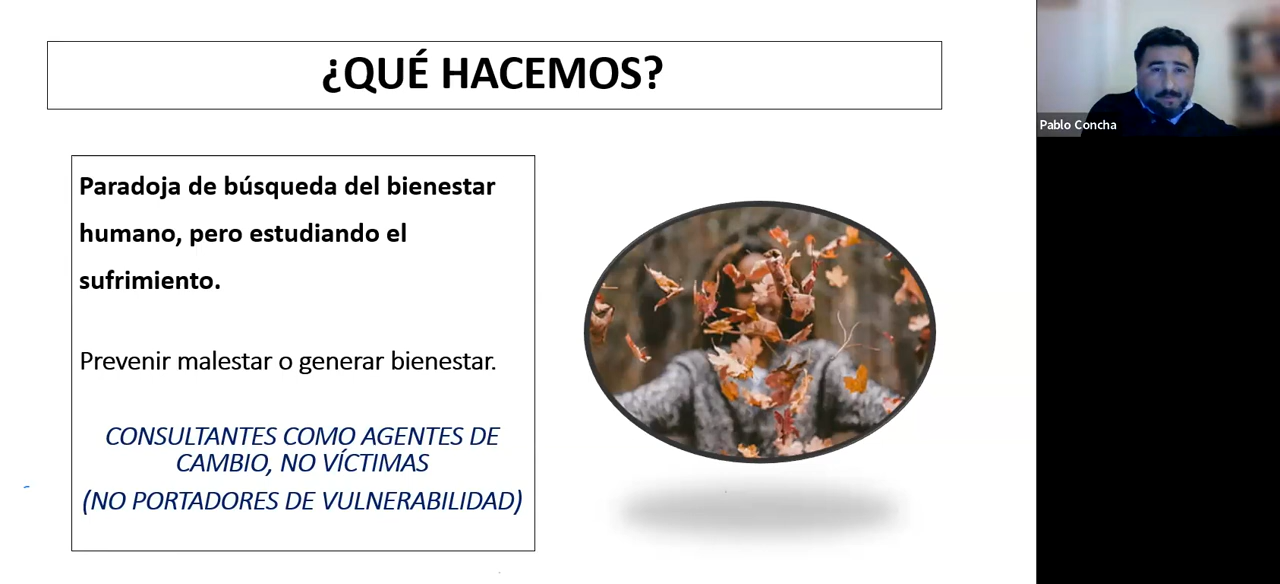 ¿QUÉ HACEMOS?
Paradoja de búsqueda del bienestar
humano, pero estudiando el
sufrimiento.
Prevenir malestar o generar bienestar.
CONSULTANTES COMO AGENTES DE
CAMBIO, NO VÍCTIMAS
(NO PORTADORES DE VULNERABILIDAD)
Pablo Concha